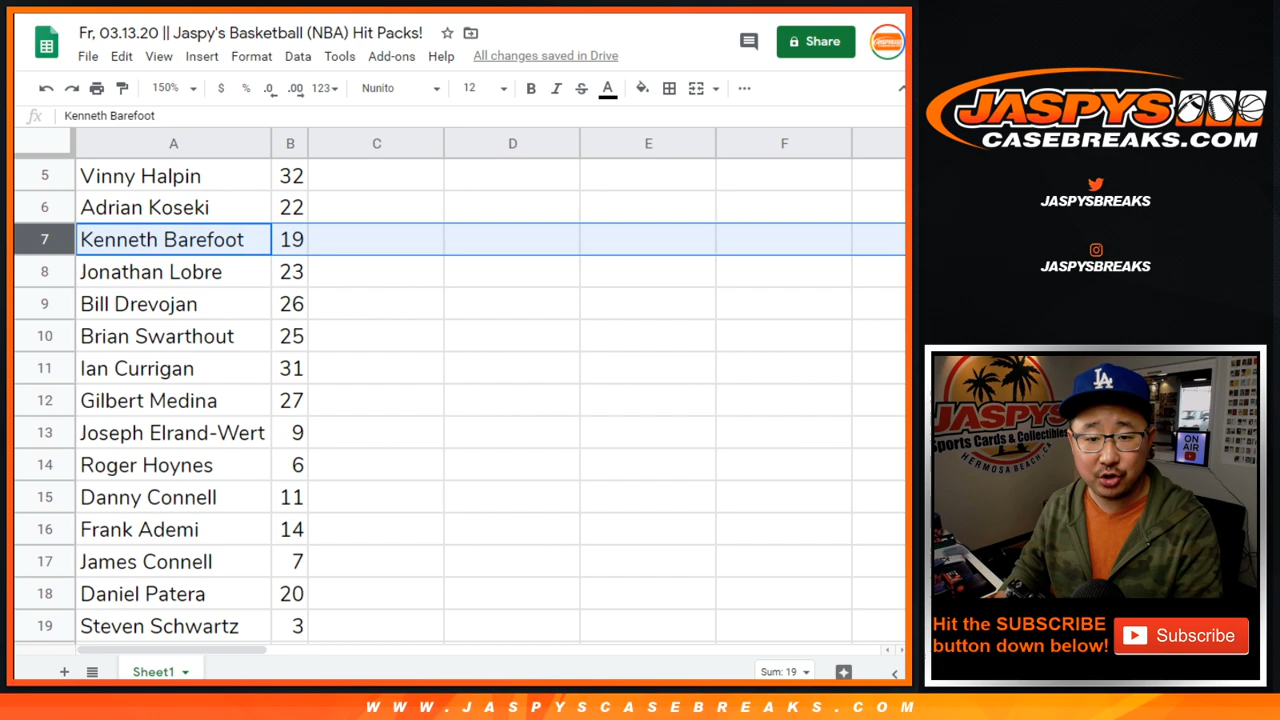 Fr, 03.13.20 || Jaspy's Basketball (NBA) Hit Packs!
File Edit View Insert Format Data Tools Add-ons Help All changes saved in Drive
Share
150% $ % .0 .00 123 Nunito 12 B I S A
fx Kenneth Barefoot
A B C D E F
5 Vinny Halpin 32
6 Adrian Koseki 22
7 Kenneth Barefoot 19
8 Jonathan Lobre 23
9 Bill Drevojan 26
10 Brian Swarthout 25
11 Ian Currigan 31
12 Gilbert Medina 27
13 Joseph Elrand-Wert 9
14 Roger Hoynes 6
15 Danny Connell 11
16 Frank Ademi 14
17 James Connell 7
18 Daniel Patera 20
19 Steven Schwartz 3
Sheet1
Sum: 19
JASPYS
CASEBREAKS.COM
JASPYSBREAKS
JASPYSBREAKS
JASPYS
Sports Cards & Collectibles
HERMOSA BEACH, CA
LA
ON
AIR
Hit the SUBSCRIBE
button down below!
Subscribe
WWW.JASPYSCASEBREAKS.COM